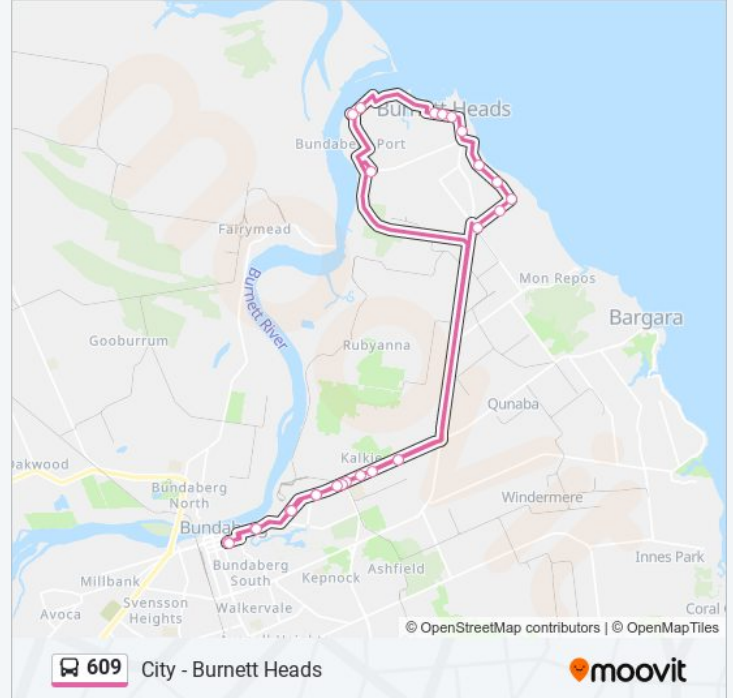 Burnett Heads
Bundaberg Port
Fairymead
Burnett River
Mon Repos
Bargara
Gooburrum
Rubyanna
Qunaba
Oakwood
Kalkie
Bundaberg
North
Windermere
Bundaberg
Bundaberg
South
Innes Park
Millbank
Kepnock
Ashfield
Svensson
Heights
Avoca
Walkervale
Coral
© OpenStreetMap contributors | © OpenMapTiles
609 City - Burnett Heads
moovit